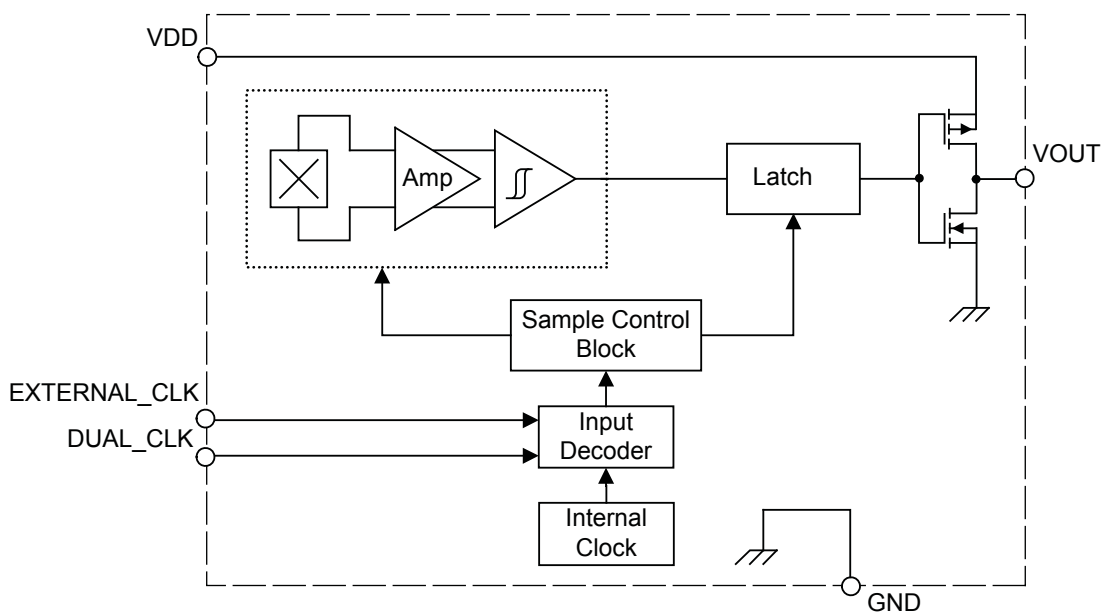 VDD
VOUT
Amp
Latch
Sample Control
Block
EXTERNAL_CLK
DUAL_CLK
Input
Decoder
Internal
Clock
GND